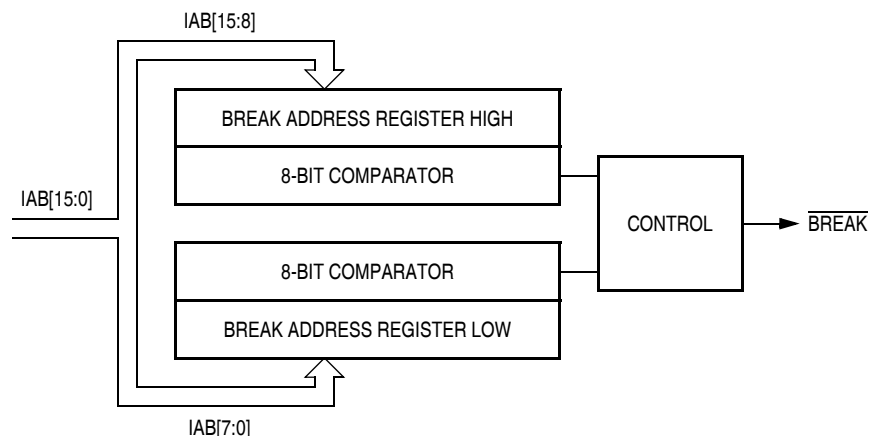 IAB[15:8]
BREAK ADDRESS REGISTER HIGH
8-BIT COMPARATOR
IAB[15:0]
CONTROL
BREAK
8-BIT COMPARATOR
BREAK ADDRESS REGISTER LOW
IAB[7:0]